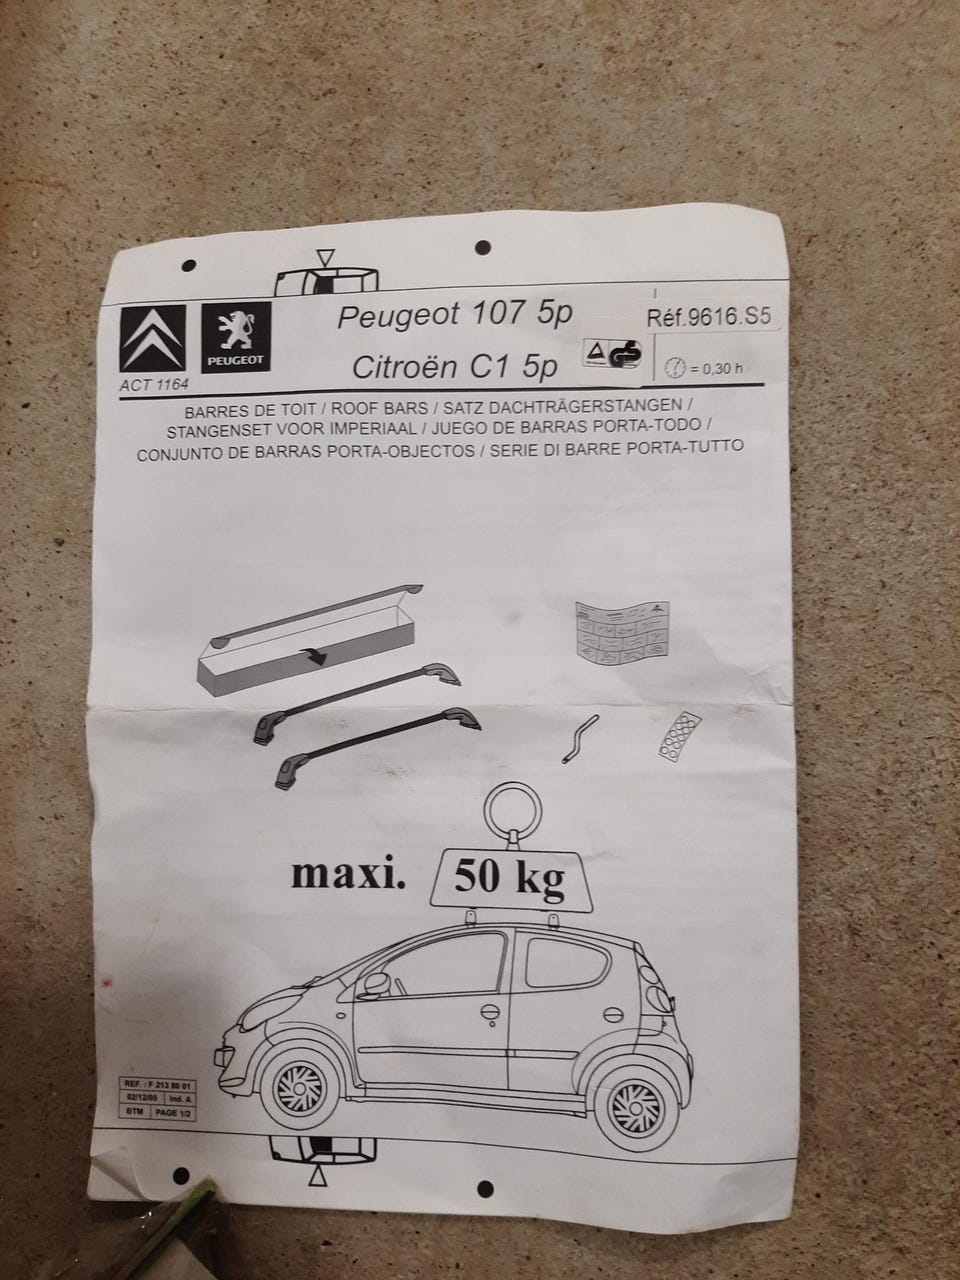 Peugeot 107 5p
Réf.9616.S5
PEUGEOT
Citroën C1 5p
= 0,30 h
ACT 1164
BARRES DE TOIT / ROOF BARS / SATZ DACHTRÄGERSTANGEN /
STANGENSET VOOR IMPERIAAL / JUEGO DE BARRAS PORTA-TODO /
CONJUNTO DE BARRAS PORTA-OBJECTOS / SERIE DI BARRE PORTA-TUTTO
maxi. 50 kg
REF. : F 213 80 01
02/12/05 Ind. A
BTM PAGE 1/2